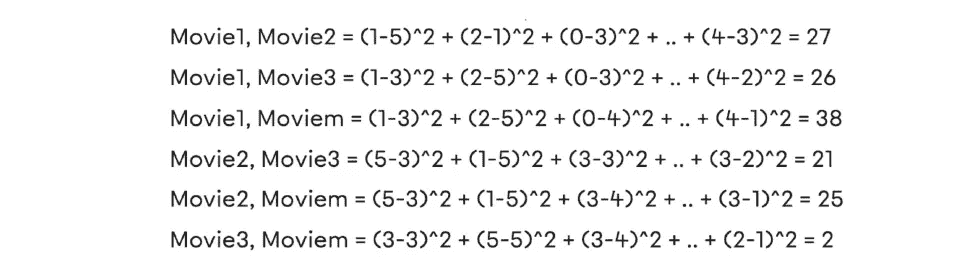 Movie1, Movie2 = (1-5)^2 + (2-1)^2 + (0-3)^2 + .. + (4-3)^2 = 27
Movie1, Movie3 = (1-3)^2 + (2-5)^2 + (0-3)^2 + .. + (4-2)^2 = 26
Movie1, Moviem = (1-3)^2 + (2-5)^2 + (0-4)^2 + .. + (4-1)^2 = 38
Movie2, Movie3 = (5-3)^2 + (1-5)^2 + (3-3)^2 + .. + (3-2)^2 = 21
Movie2, Moviem = (5-3)^2 + (1-5)^2 + (3-4)^2 + .. + (3-1)^2 = 25
Movie3, Moviem = (3-3)^2 + (5-5)^2 + (3-4)^2 + .. + (2-1)^2 = 2